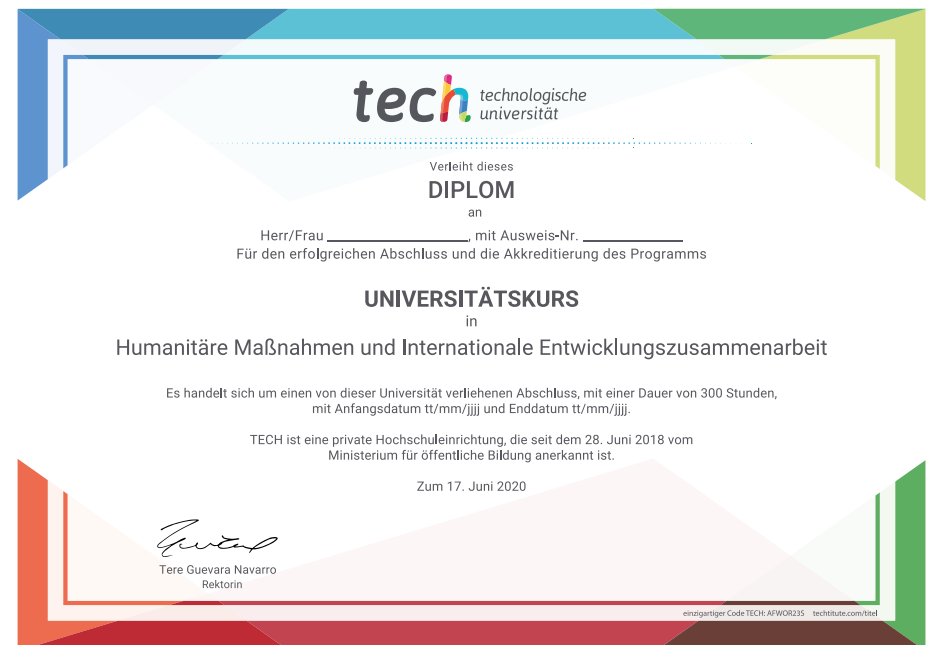 tech technologische
universität
Verleiht dieses
DIPLOM
an
Herr/Frau ____________________, mit Ausweis-Nr. ______________
Für den erfolgreichen Abschluss und die Akkreditierung des Programms
UNIVERSITÄTSKURS
in
Humanitäre Maßnahmen und Internationale Entwicklungszusammenarbeit
Es handelt sich um einen von dieser Universität verliehenen Abschluss, mit einer Dauer von 300 Stunden,
mit Anfangsdatum tt/mm/jjjj und Enddatum tt/mm/jjjj.
TECH ist eine private Hochschuleinrichtung, die seit dem 28. Juni 2018 vom
Ministerium für öffentliche Bildung anerkannt ist.
Zum 17. Juni 2020
Tere Guevara Navarro
Rektorin
einzigartiger Code TECH: AFWOR23S techtitute.com/titel